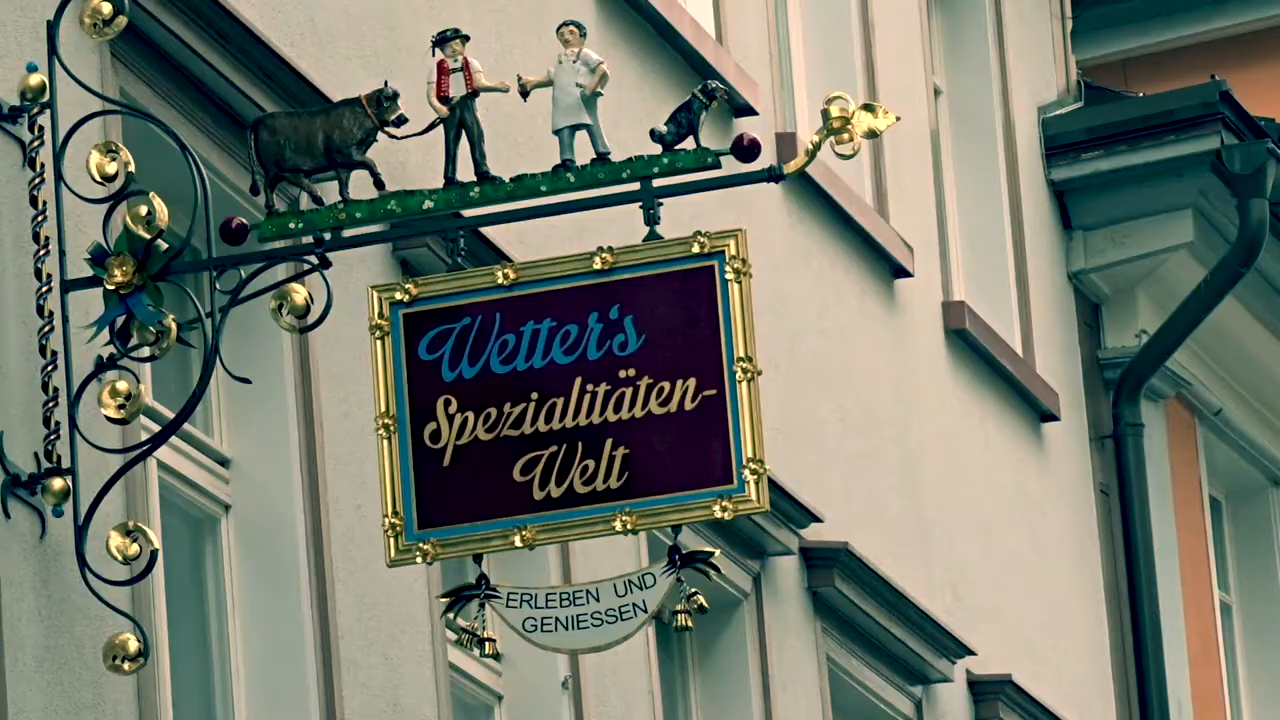 Wetter's
Spezialitäten-
Welt
ERLEBEN UND
GENIESSEN